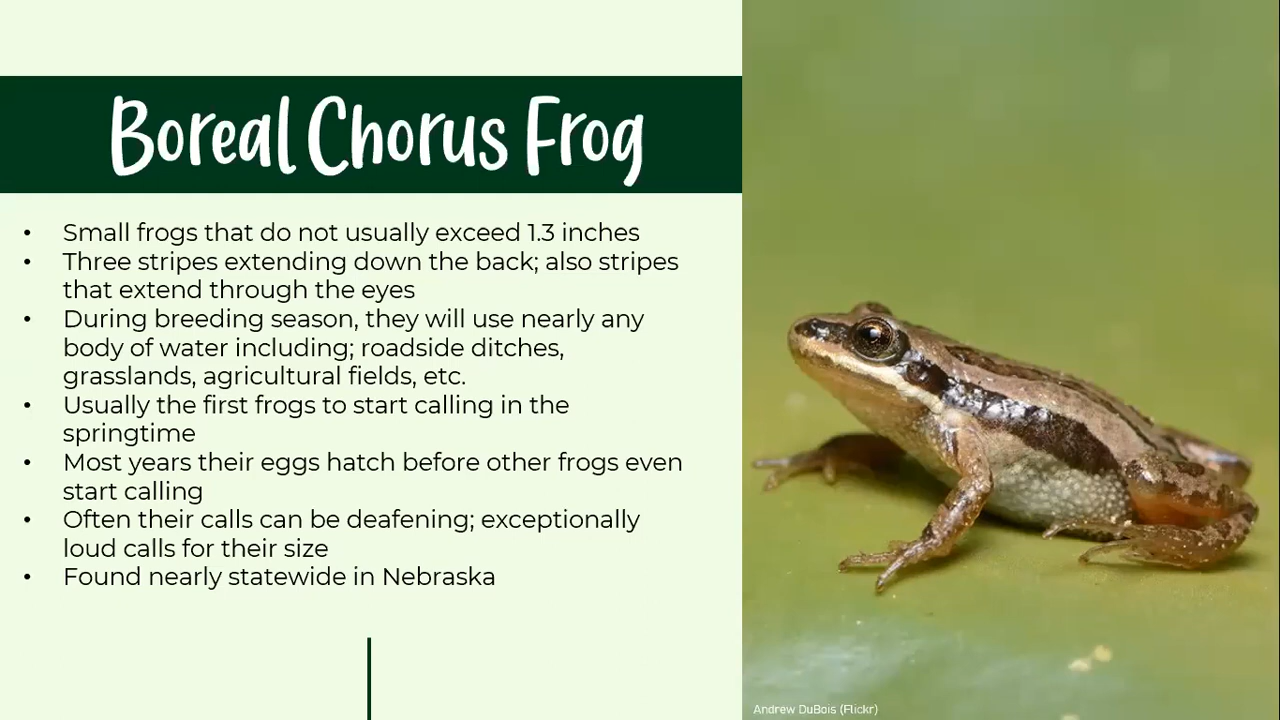 Boreal Chorus Frog
• Small frogs that do not usually exceed 1.3 inches
• Three stripes extending down the back; also stripes
that extend through the eyes
• During breeding season, they will use nearly any
body of water including; roadside ditches,
grasslands, agricultural fields, etc.
• Usually the first frogs to start calling in the
springtime
• Most years their eggs hatch before other frogs even
start calling
• Often their calls can be deafening; exceptionally
loud calls for their size
• Found nearly statewide in Nebraska
Andrew DuBois (Flickr)